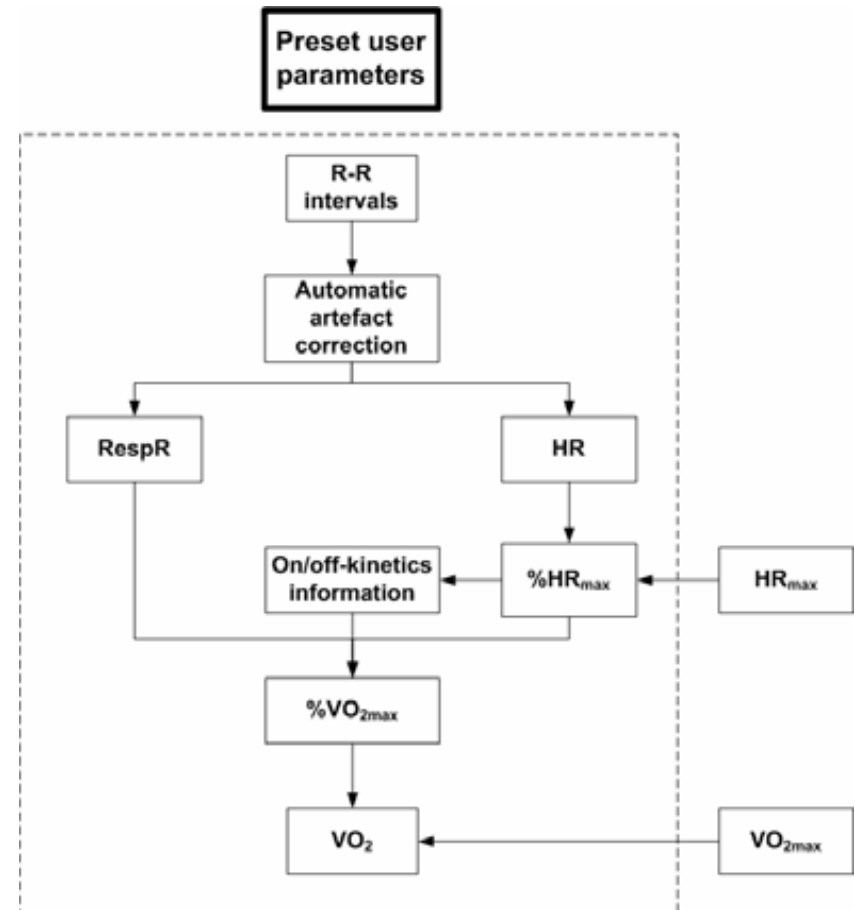 Preset user
parameters
R-R
intervals
Automatic
artefact
correction
RespR
HR
On/off-kinetics
information
%HRmax
HRmax
%VO2max
VO2
VO2max